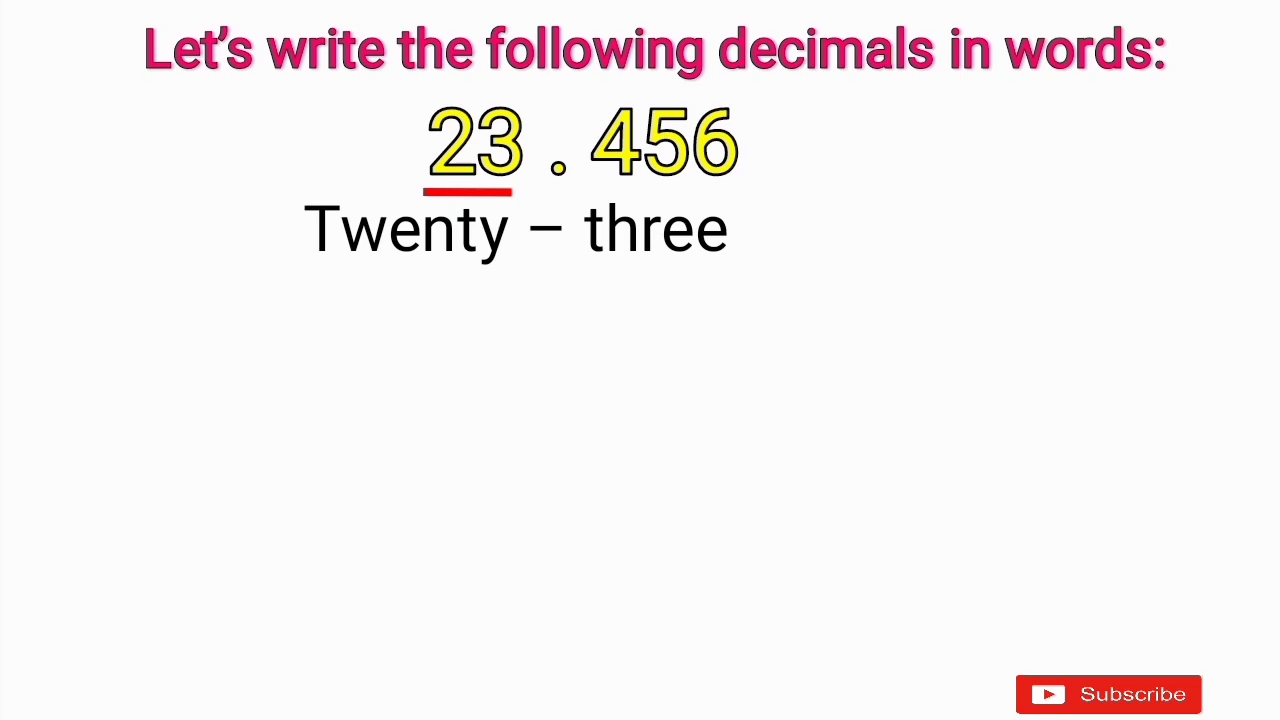 Let’s write the following decimals in words:
23 . 456
Twenty – three
Subscribe